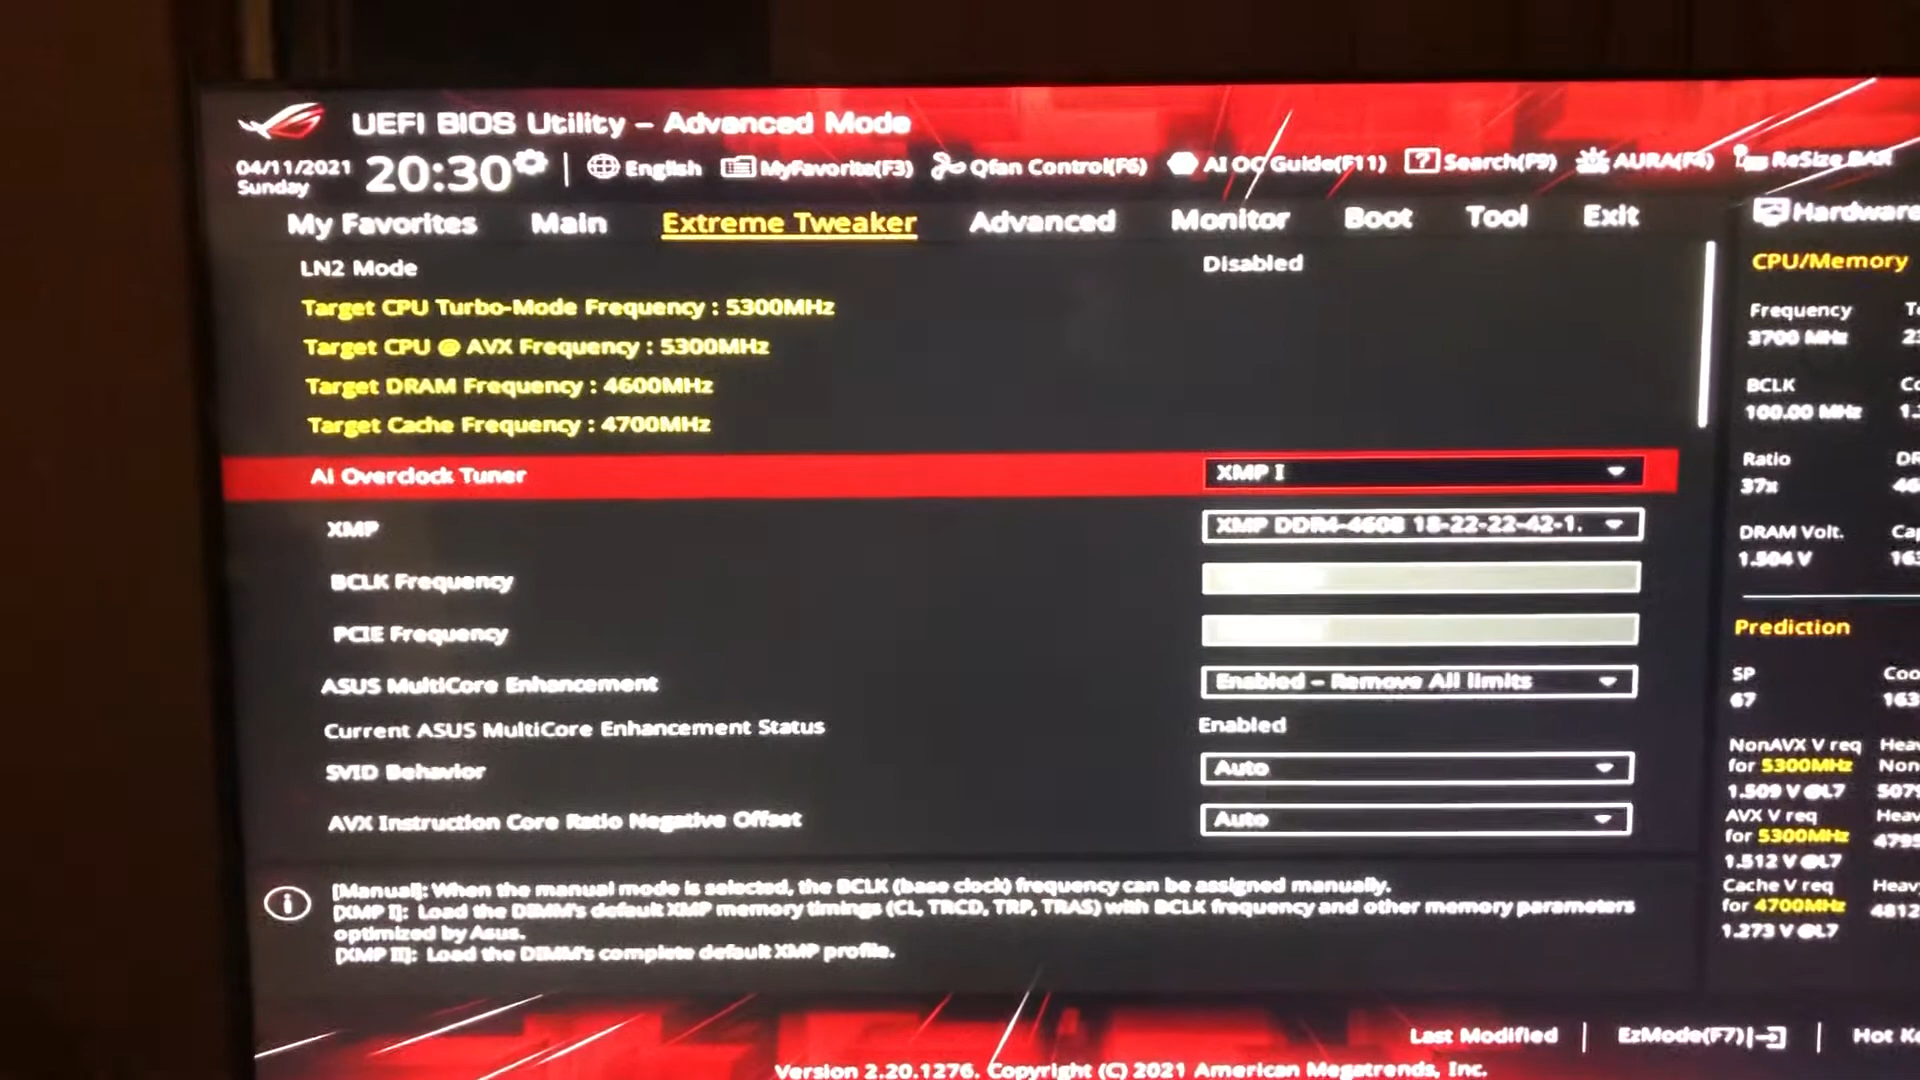 UEFI BIOS Utility – Advanced Mode
04/11/2021
Sunday
20:30
English
MyFavorite(F3)
Qfan Control(F6)
AI OC Guide(F11)
Search(F9)
AURA(F4)
ReSize BAR
My Favorites
Main
Extreme Tweaker
Advanced
Monitor
Boot
Tool
Exit
Hardware
LN2 Mode
Disabled
Target CPU Turbo-Mode Frequency : 5300MHz
Target CPU @ AVX Frequency : 5300MHz
Target DRAM Frequency : 4600MHz
Target Cache Frequency : 4700MHz
Ai Overclock Tuner
XMP I
XMP
XMP DDR4-4600 18-22-22-42-1.
BCLK Frequency
PCIE Frequency
ASUS MultiCore Enhancement
Enabled – Remove All limits
Current ASUS MultiCore Enhancement Status
Enabled
SVID Behavior
Auto
AVX Instruction Core Ratio Negative Offset
Auto
[Manual]: When the manual mode is selected, the BCLK (base clock) frequency can be assigned manually.
[XMP I]: Load the DIMM's default XMP memory timings (CL, TRCD, TRP, TRAS) with BCLK frequency and other memory parameters
optimized by Asus.
[XMP II]: Load the DIMM's complete default XMP profile.
CPU/Memory
Frequency
3700 MHz
BCLK
100.00 MHz
Ratio
37x
DRAM Volt.
1.504 V
Prediction
SP
67
NonAVX V req
for 5300MHz
1.509 V @L7
AVX V req
for 5300MHz
1.512 V @L7
Cache V req
for 4700MHz
1.273 V @L7
Last Modified
EzMode(F7)
Hot
Version 2.20.1276. Copyright (C) 2021 American Megatrends, Inc.